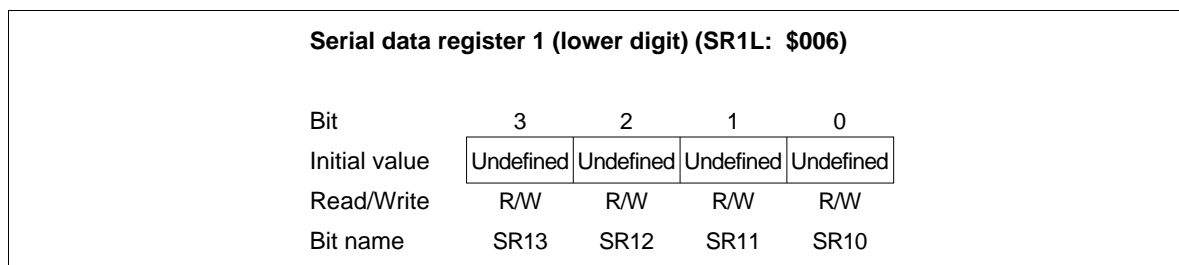 Serial data register 1 (lower digit) (SR1L: $006)
Bit 3 2 1 0
Initial value Undefined Undefined Undefined Undefined
Read/Write R/W R/W R/W R/W
Bit name SR13 SR12 SR11 SR10